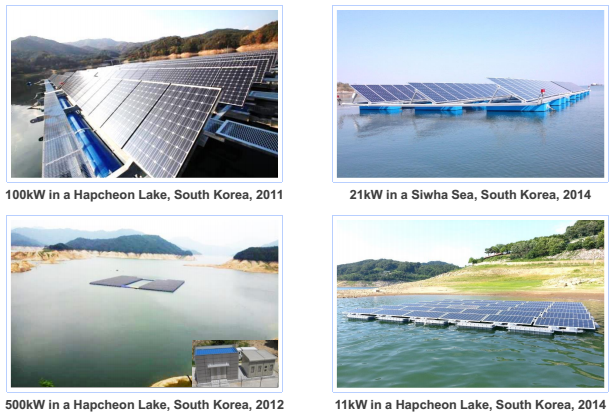 100kW in a Hapcheon Lake, South Korea, 2011
21kW in a Siwha Sea, South Korea, 2014
500kW in a Hapcheon Lake, South Korea, 2012
11kW in a Hapcheon Lake, South Korea, 2014